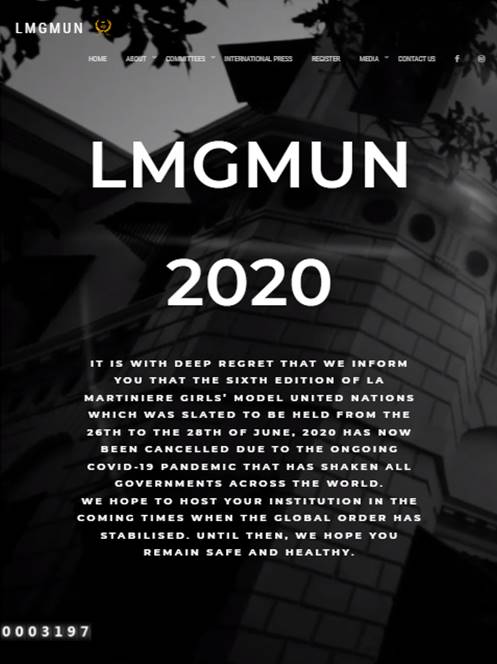 LMGMUN
HOME ABOUT COMMITTEES INTERNATIONAL PRESS REGISTER MEDIA CONTACT US
LMGMUN
2020
IT IS WITH DEEP REGRET THAT WE INFORM
YOU THAT THE SIXTH EDITION OF LA
MARTINIERE GIRLS' MODEL UNITED NATIONS
WHICH WAS SLATED TO BE HELD FROM THE
26TH TO THE 28TH OF JUNE, 2020 HAS NOW
BEEN CANCELLED DUE TO THE ONGOING
COVID-19 PANDEMIC THAT HAS SHAKEN ALL
GOVERNMENTS ACROSS THE WORLD.
WE HOPE TO HOST YOUR INSTITUTION IN THE
COMING TIMES WHEN THE GLOBAL ORDER HAS
STABILISED. UNTIL THEN, WE HOPE YOU
REMAIN SAFE AND HEALTHY.
0003197